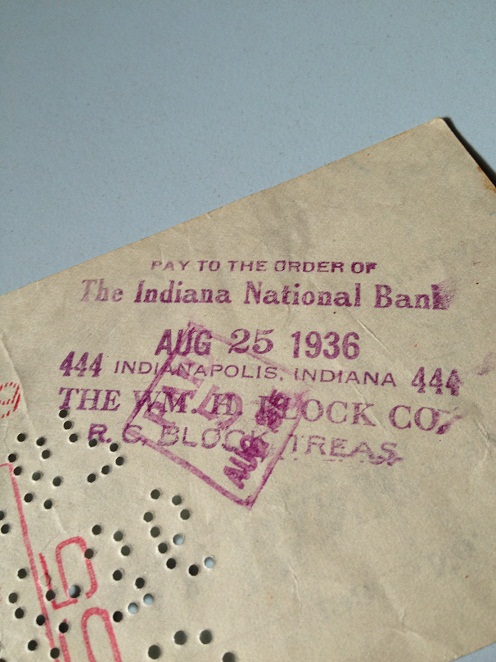 PAY TO THE ORDER OF
The Indiana National Bank
AUG 25 1936
444 INDIANAPOLIS, INDIANA 444
THE WM. H. BLOCK CO.
R. C. BLOCK, TREAS.
AUG